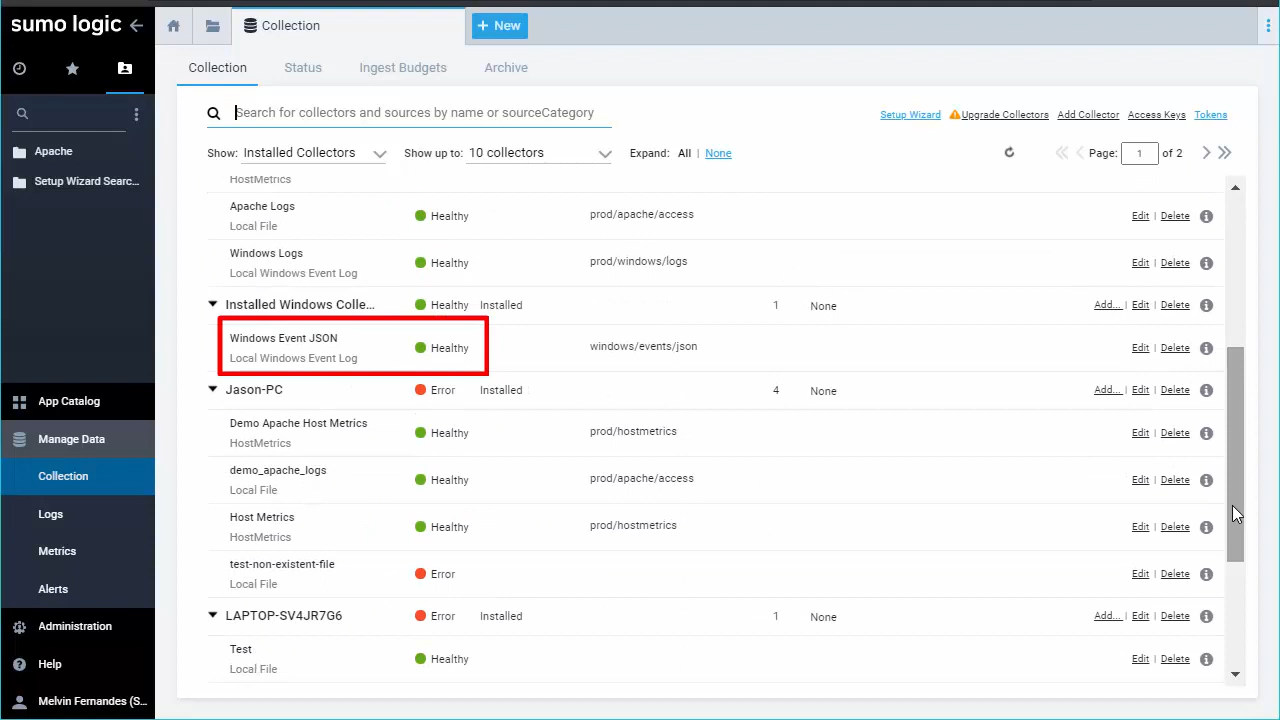 sumo logic
Collection
+ New
Collection
Status
Ingest Budgets
Archive
Search for collectors and sources by name or sourceCategory
Setup Wizard
Upgrade Collectors
Add Collector
Access Keys
Tokens
Show: Installed Collectors
Show up to: 10 collectors
Expand: All | None
Page: 1 of 2
Apache
Setup Wizard Searc...
App Catalog
Manage Data
Collection
Logs
Metrics
Alerts
Administration
Help
Melvin Fernandes (S...
HostMetrics
Apache Logs
Local File
Healthy
prod/apache/access
Edit | Delete
Windows Logs
Local Windows Event Log
Healthy
prod/windows/logs
Edit | Delete
Installed Windows Colle...
Healthy
Installed
1
None
Add... | Edit | Delete
Windows Event JSON
Local Windows Event Log
Healthy
windows/events/json
Edit | Delete
Jason-PC
Error
Installed
4
None
Add... | Edit | Delete
Demo Apache Host Metrics
HostMetrics
Healthy
prod/hostmetrics
Edit | Delete
demo_apache_logs
Local File
Healthy
prod/apache/access
Edit | Delete
Host Metrics
HostMetrics
Healthy
prod/hostmetrics
Edit | Delete
test-non-existent-file
Local File
Error
Edit | Delete
LAPTOP-SV4JR7G6
Error
Installed
1
None
Add... | Edit | Delete
Test
Local File
Healthy
Edit | Delete